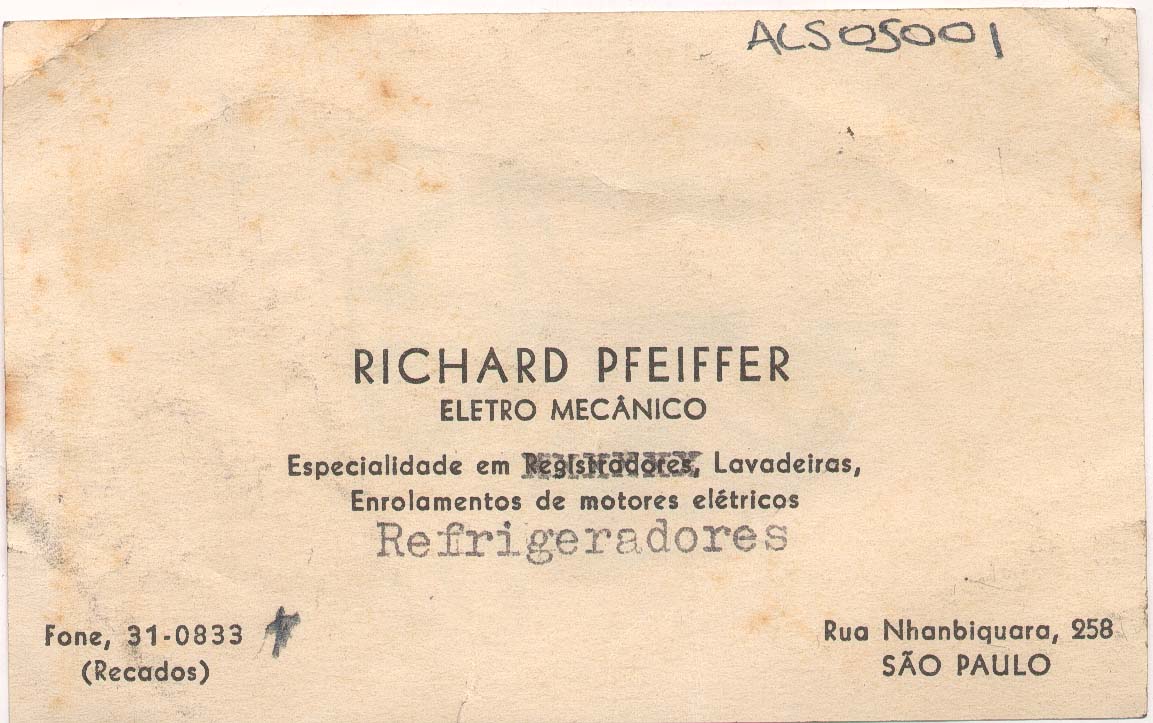 ACS05001
RICHARD PFEIFFER
ELETRO MECÂNICO
Especialidade em Registradores, Lavadeiras,
Enrolamentos de motores elétricos
Refrigeradores
Fone, 31-0833
(Recados)
Rua Nhanbiquara, 258
SÃO PAULO